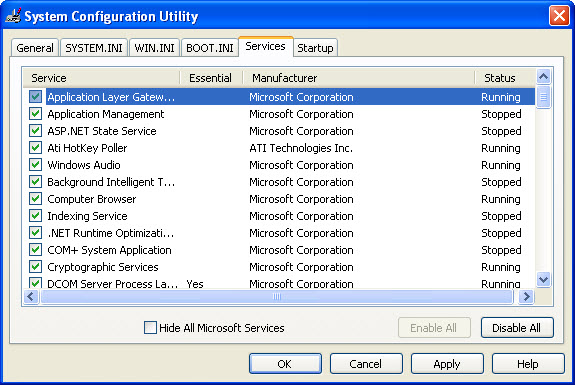 System Configuration Utility
General SYSTEM.INI WIN.INI BOOT.INI Services Startup
Service Essential Manufacturer Status
Application Layer Gatew... Microsoft Corporation Running
Application Management Microsoft Corporation Stopped
ASP.NET State Service Microsoft Corporation Stopped
Ati HotKey Poller ATI Technologies Inc. Running
Windows Audio Microsoft Corporation Running
Background Intelligent T... Microsoft Corporation Stopped
Computer Browser Microsoft Corporation Running
Indexing Service Microsoft Corporation Stopped
.NET Runtime Optimizati... Microsoft Corporation Stopped
COM+ System Application Microsoft Corporation Stopped
Cryptographic Services Microsoft Corporation Running
DCOM Server Process La... Yes Microsoft Corporation Running
Hide All Microsoft Services Enable All Disable All
OK Cancel Apply Help